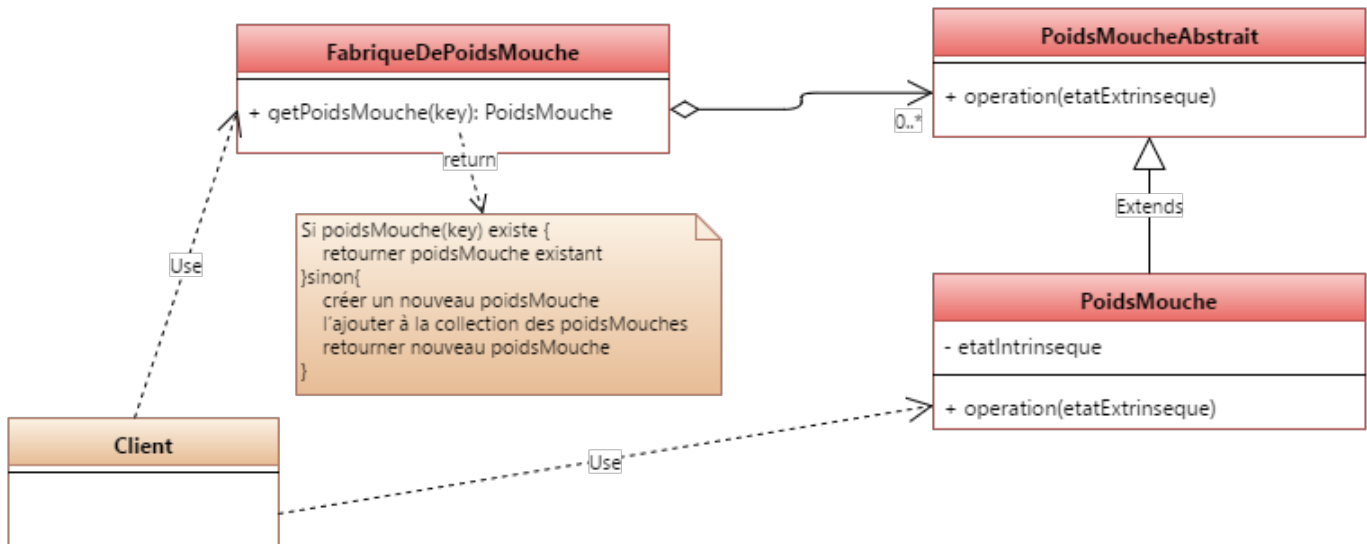 FabriqueDePoidsMouche
+ getPoidsMouche(key): PoidsMouche
PoidsMoucheAbstrait
+ operation(etatExtrinseque)
0..*
return
Extends
Use
Si poidsMouche(key) existe {
retourner poidsMouche existant
}sinon{
créer un nouveau poidsMouche
l'ajouter à la collection des poidsMouches
retourner nouveau poidsMouche
}
PoidsMouche
- etatIntrinseque
+ operation(etatExtrinseque)
Client
Use